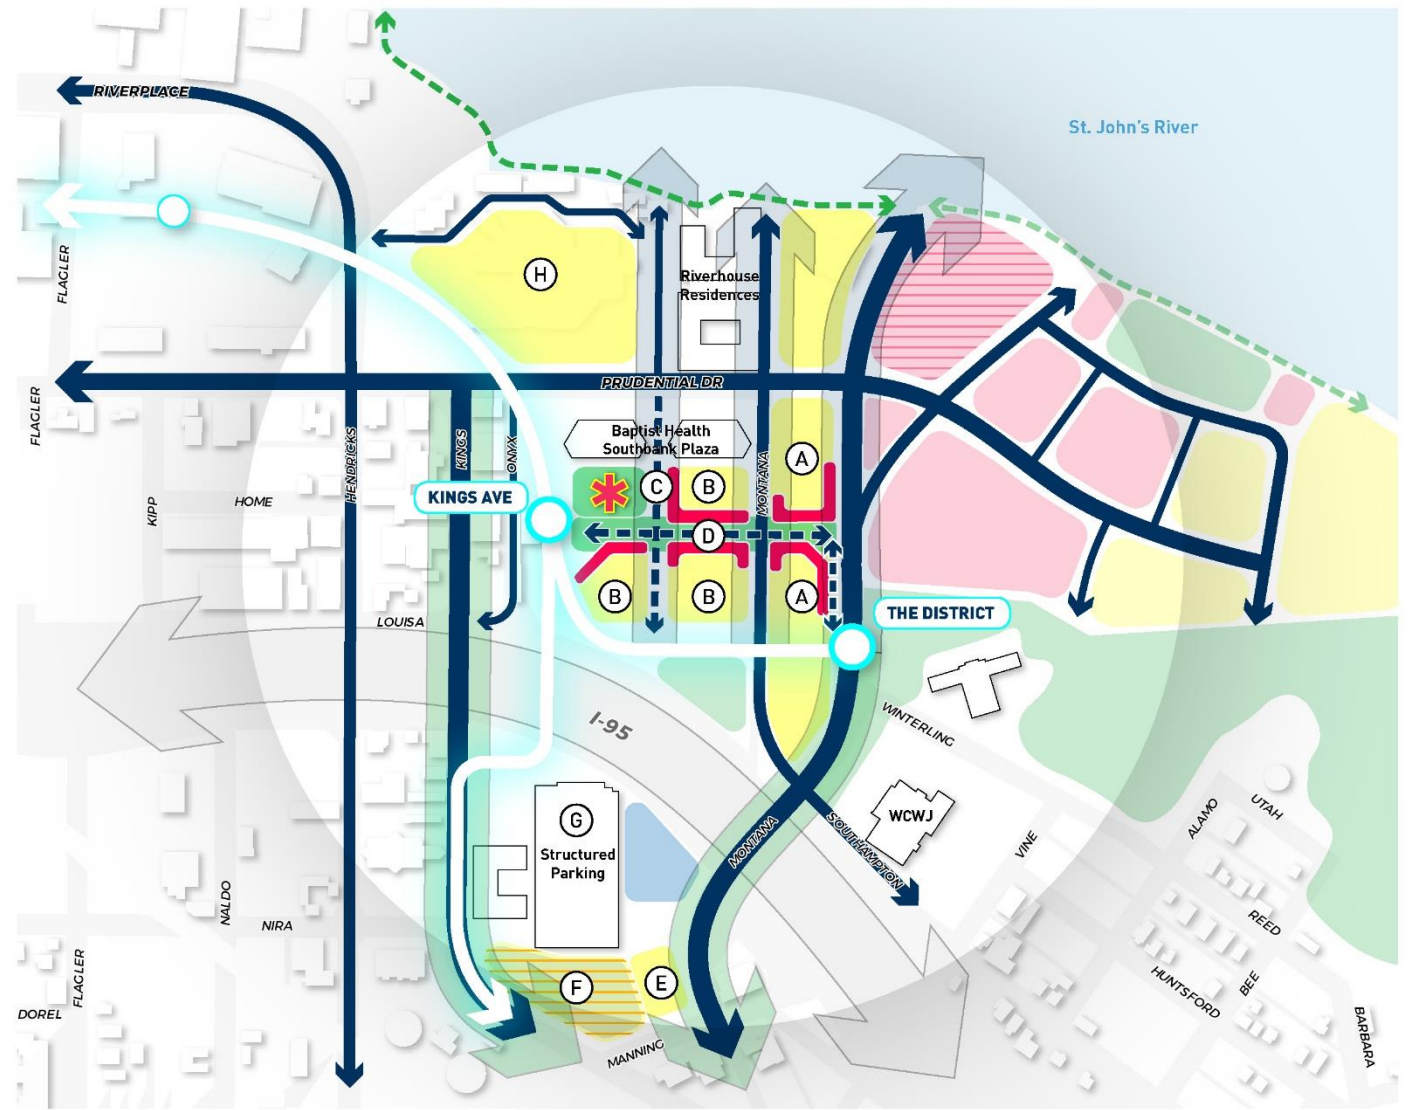 RIVERPLACE
St. John's River
FLAGLER
H
Riverhouse
Residences
PRUDENTIAL DR
FLAGLER
HENDRICKS
KINGS
ONYX
Baptist Health
Southbank Plaza
MONTANA
A
KINGS AVE
C
B
KIPP
HOME
D
B
B
A
LOUISA
THE DISTRICT
I-95
WINTERLING
G
Structured
Parking
MONTANA
SOUTHAMPTON
WCWJ
VINE
ALAMO
UTAH
NALDO
NIRA
REED
FLAGLER
F
E
HUNTSFORD
BEE
DOREL
MANNING
BARBARA